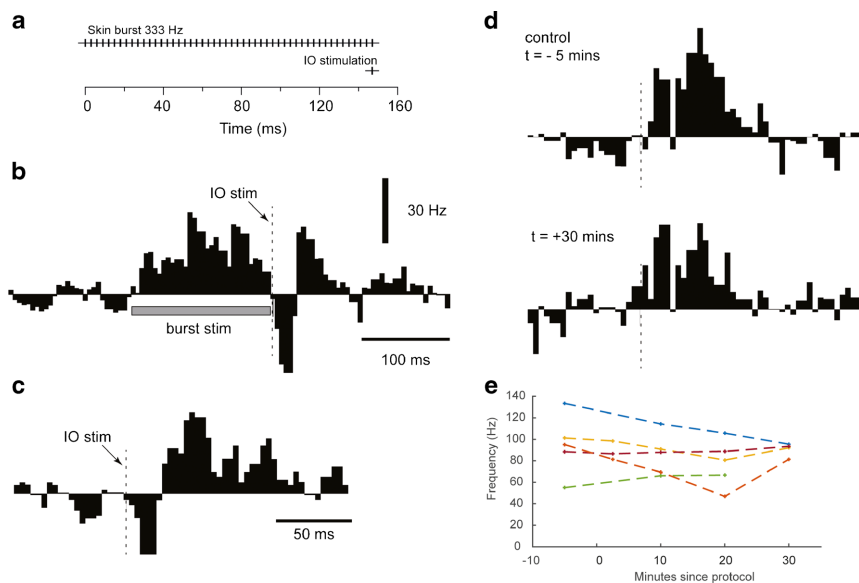 a
Skin burst 333 Hz
IO stimulation
0 40 80 120 160
Time (ms)
b
IO stim
30 Hz
burst stim
100 ms
c
IO stim
50 ms
d
control
t = - 5 mins
t = +30 mins
e
140
120
100
80
60
40
20
0
Frequency (Hz)
-10 0 10 20 30
Minutes since protocol